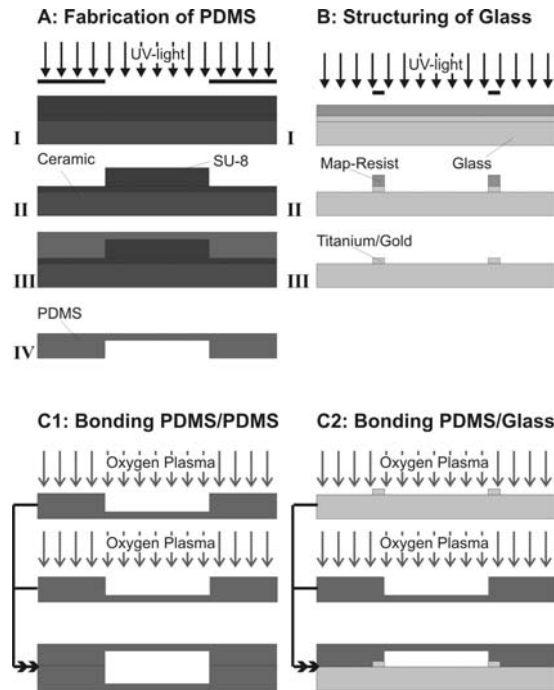 A: Fabrication of PDMS
UV-light
I
Ceramic
SU-8
II
III
PDMS
IV
B: Structuring of Glass
UV-light
I
Map-Resist
Glass
II
Titanium/Gold
III
C1: Bonding PDMS/PDMS
Oxygen Plasma
Oxygen Plasma
C2: Bonding PDMS/Glass
Oxygen Plasma
Oxygen Plasma